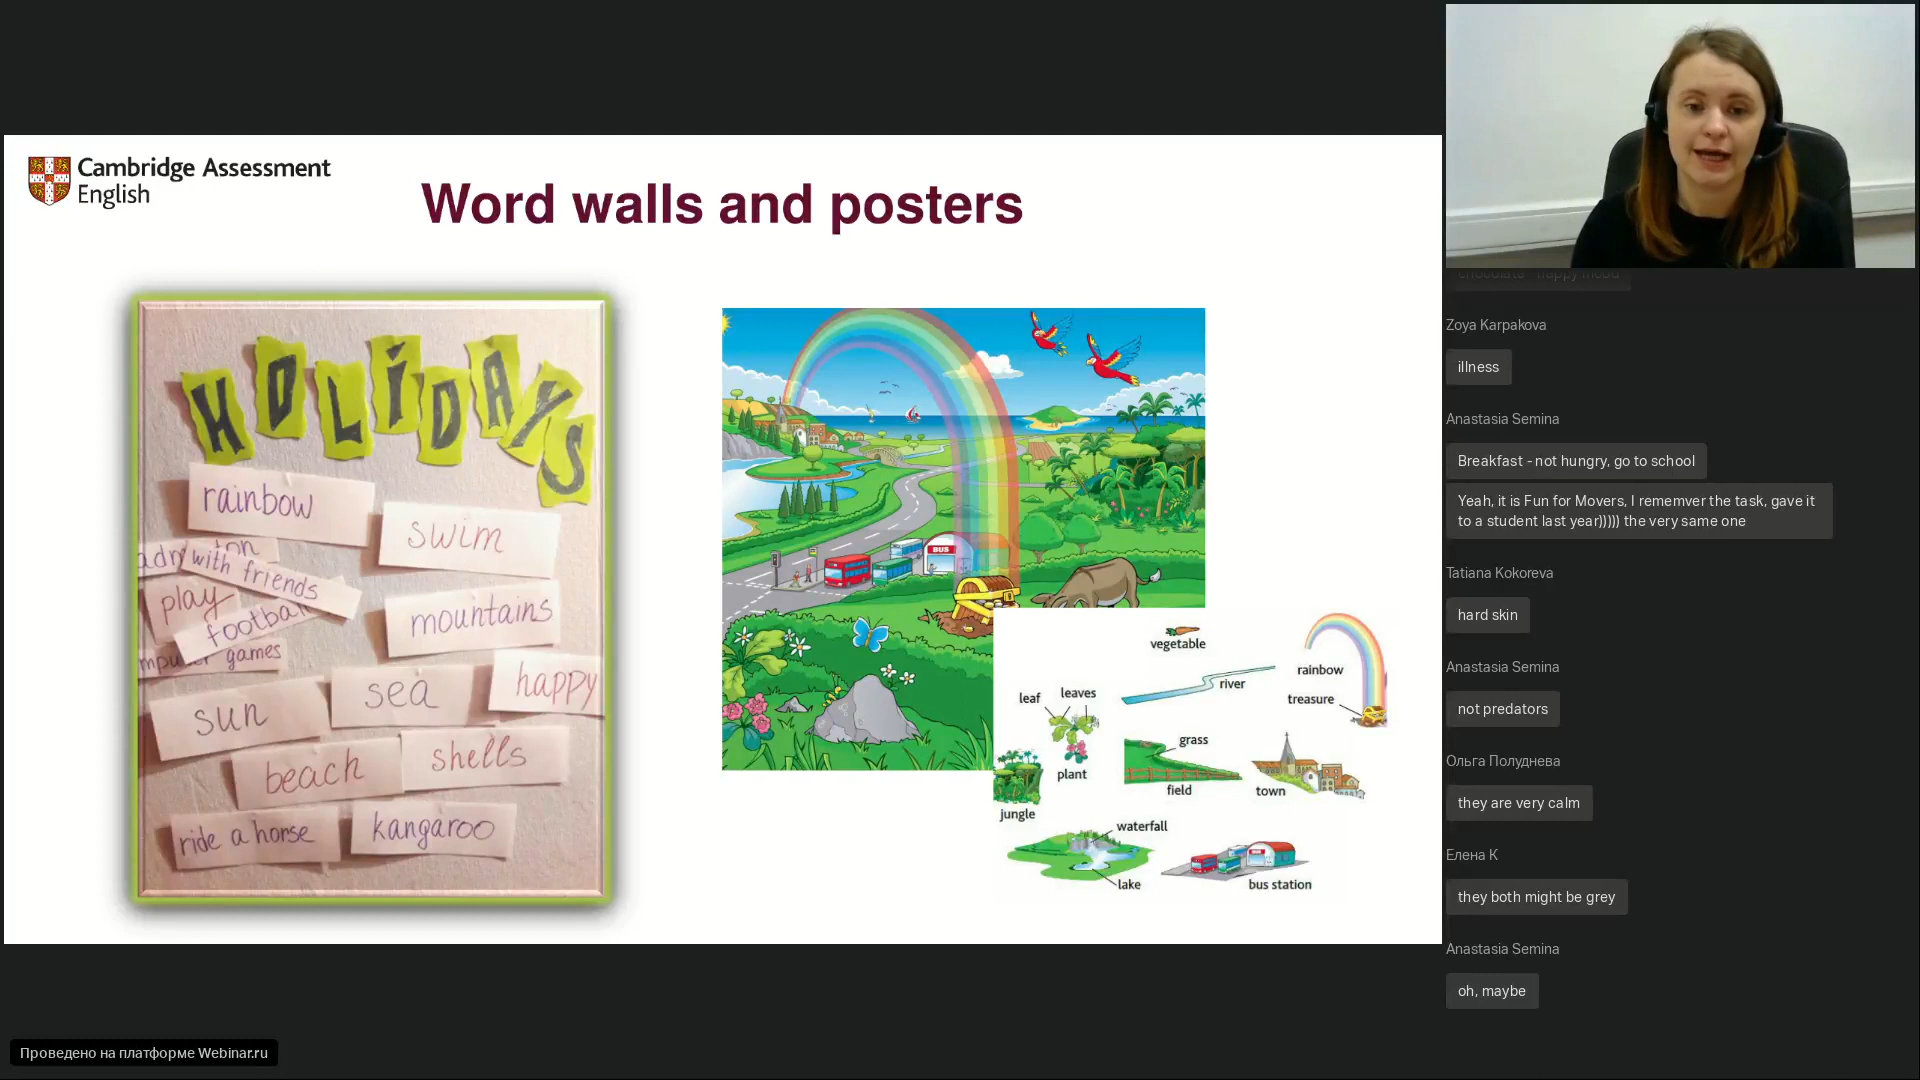 Cambridge Assessment
English
Word walls and posters
HOLIDAYS
rainbow
swim
with friends
play
football
games
mountains
sun
sea
happy
beach
shells
ride a horse
kangaroo
BUS
vegetable
river
rainbow
treasure
leaf
leaves
plant
jungle
grass
field
town
waterfall
lake
bus station
chocolate - happy mood
Zoya Karpakova
illness
Anastasia Semina
Breakfast - not hungry, go to school
Yeah, it is Fun for Movers, I rememver the task, gave it
to a student last year))))) the very same one
Tatiana Kokoreva
hard skin
Anastasia Semina
not predators
Ольга Полуднева
they are very calm
Елена К
they both might be grey
Anastasia Semina
oh, maybe
Проведено на платформе Webinar.ru